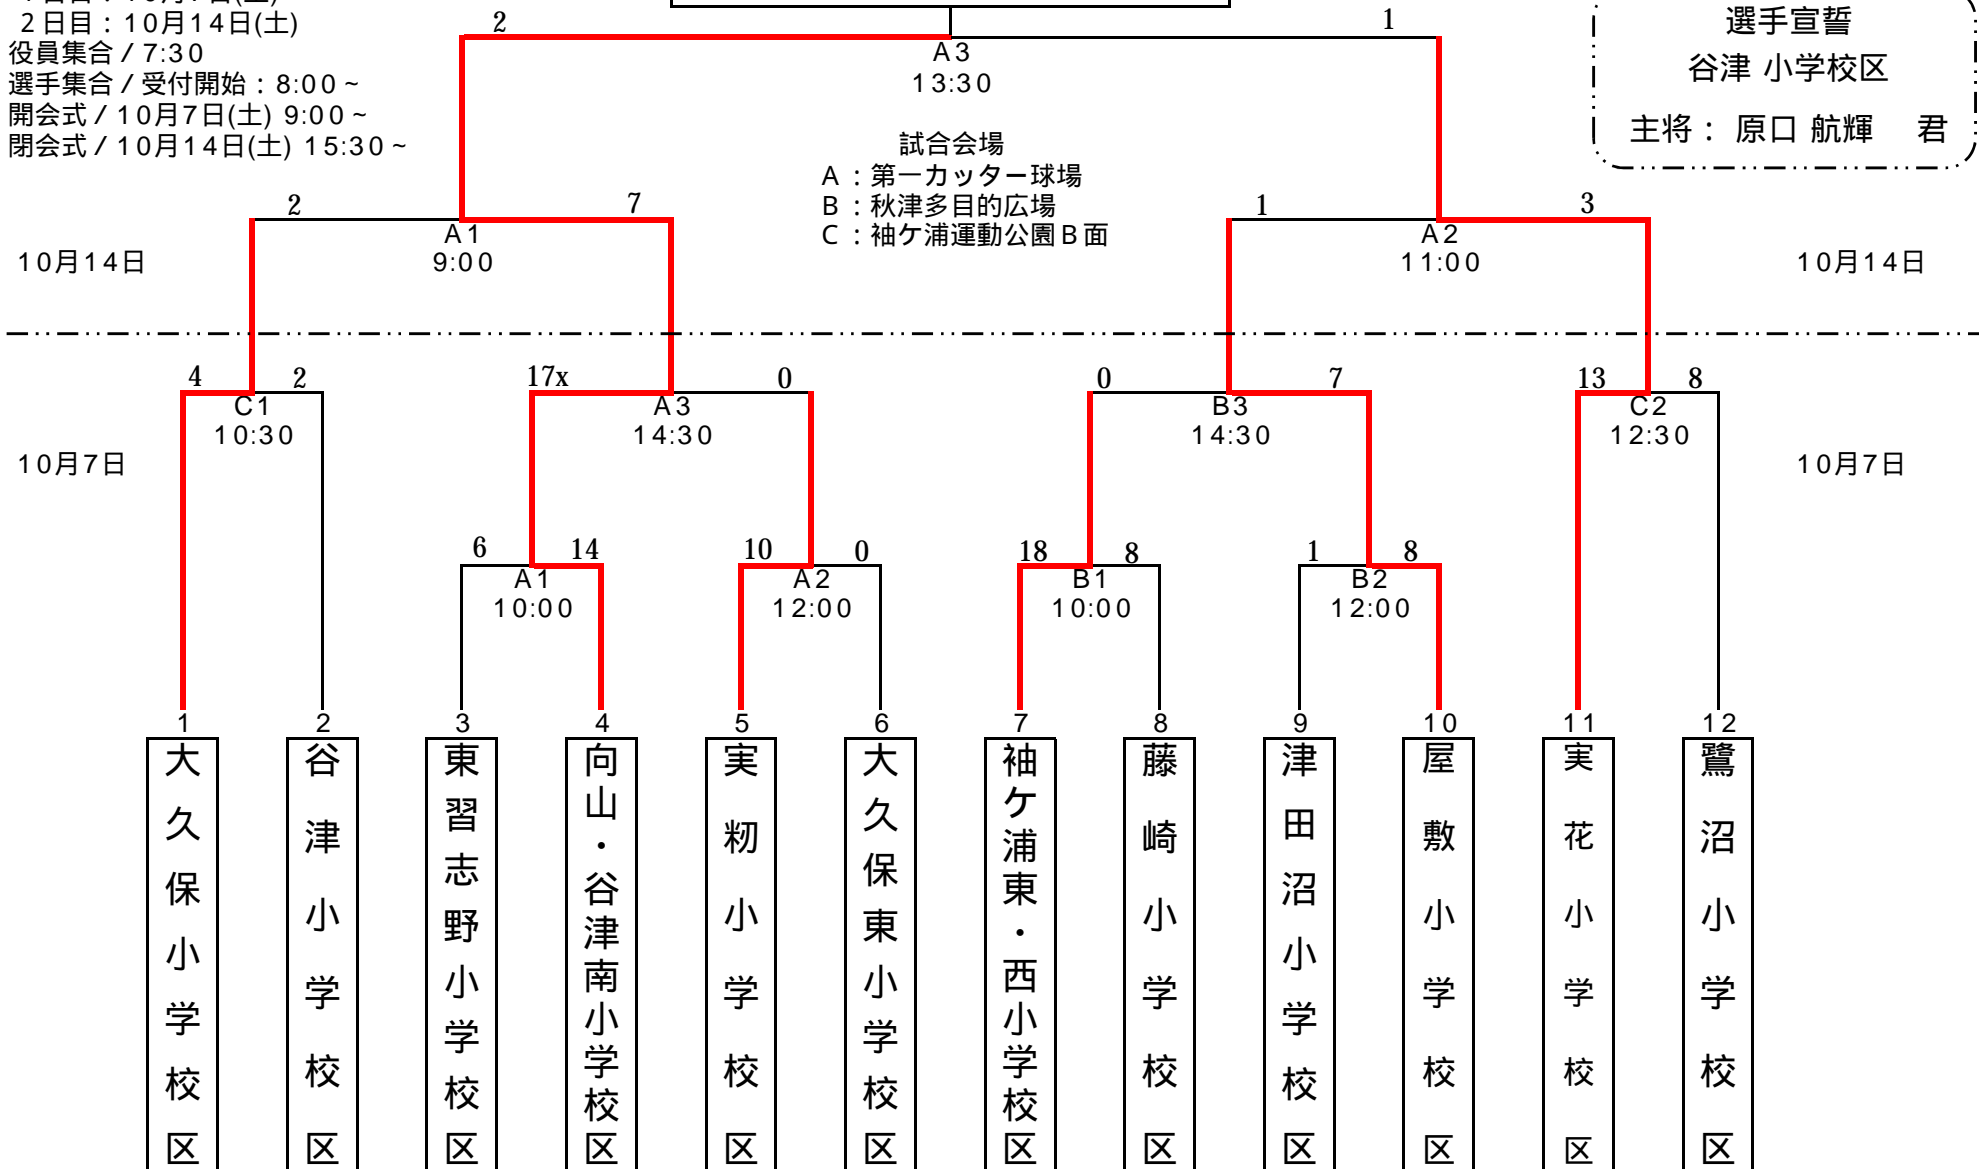 2日目：10月14日(土)
役員集合／7:30
選手集合／受付開始：8:00～
開会式／10月7日(土) 9:00～
閉会式／10月14日(土) 15:30～
選手宣誓
谷津 小学校区
主将： 原口 航輝 君
2 1
A3
13:30
試合会場
A：第一カッター球場
B：秋津多目的広場
C：袖ケ浦運動公園B面
2 7 1 3
A1 A2
9:00 11:00
10月14日 10月14日
4 2 17x 0 0 7 13 8
C1 A3 B3 C2
10:30 14:30 14:30 12:30
10月7日 10月7日
6 14 10 0 18 8 1 8
A1 A2 B1 B2
10:00 12:00 10:00 12:00
1 2 3 4 5 6 7 8 9 10 11 12
大久保小学校区
谷津小学校区
東習志野小学校区
向山・谷津南小学校区
実籾小学校区
大久保東小学校区
袖ケ浦東・西小学校区
藤崎小学校区
津田沼小学校区
屋敷小学校区
実花小学校区
鷺沼小学校区